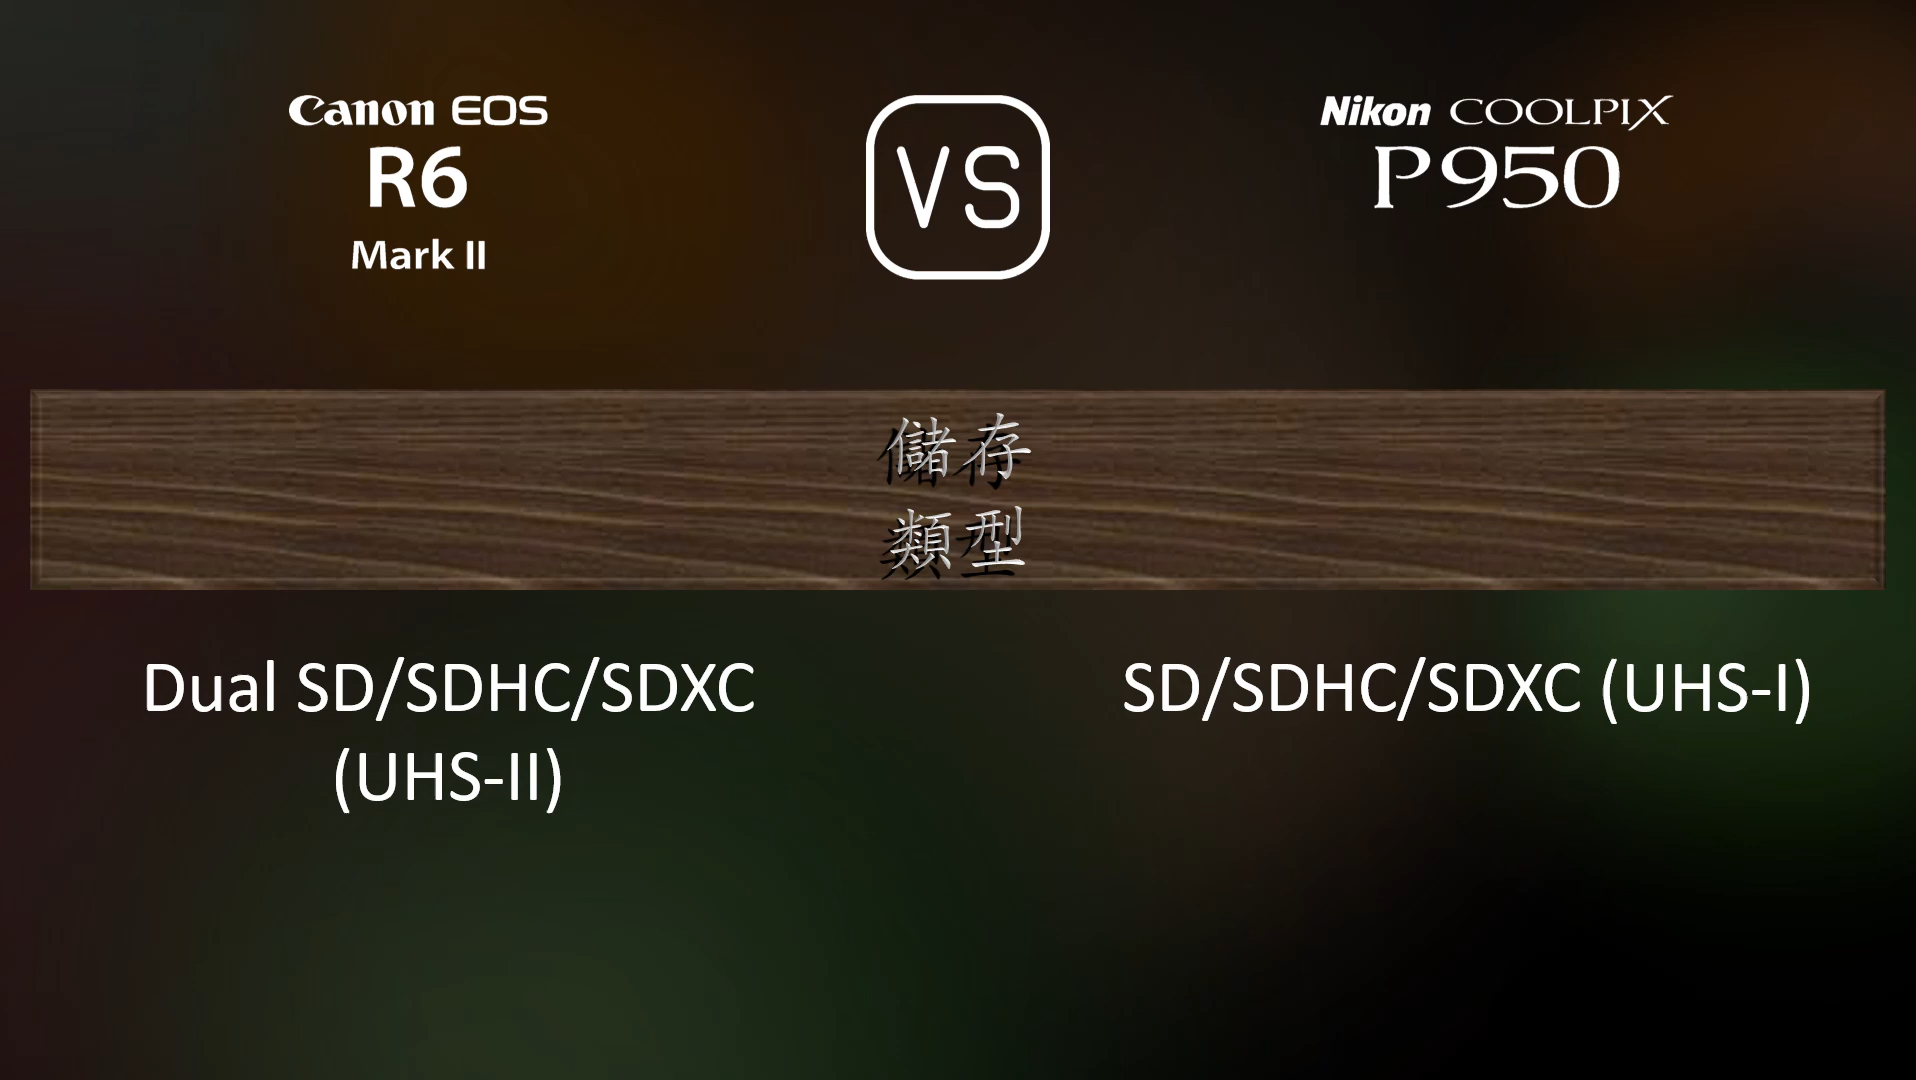 Canon EOS
R6
Mark II
VS
Nikon COOLPIX
P950
儲存
類型
Dual SD/SDHC/SDXC
(UHS-II)
SD/SDHC/SDXC (UHS-I)